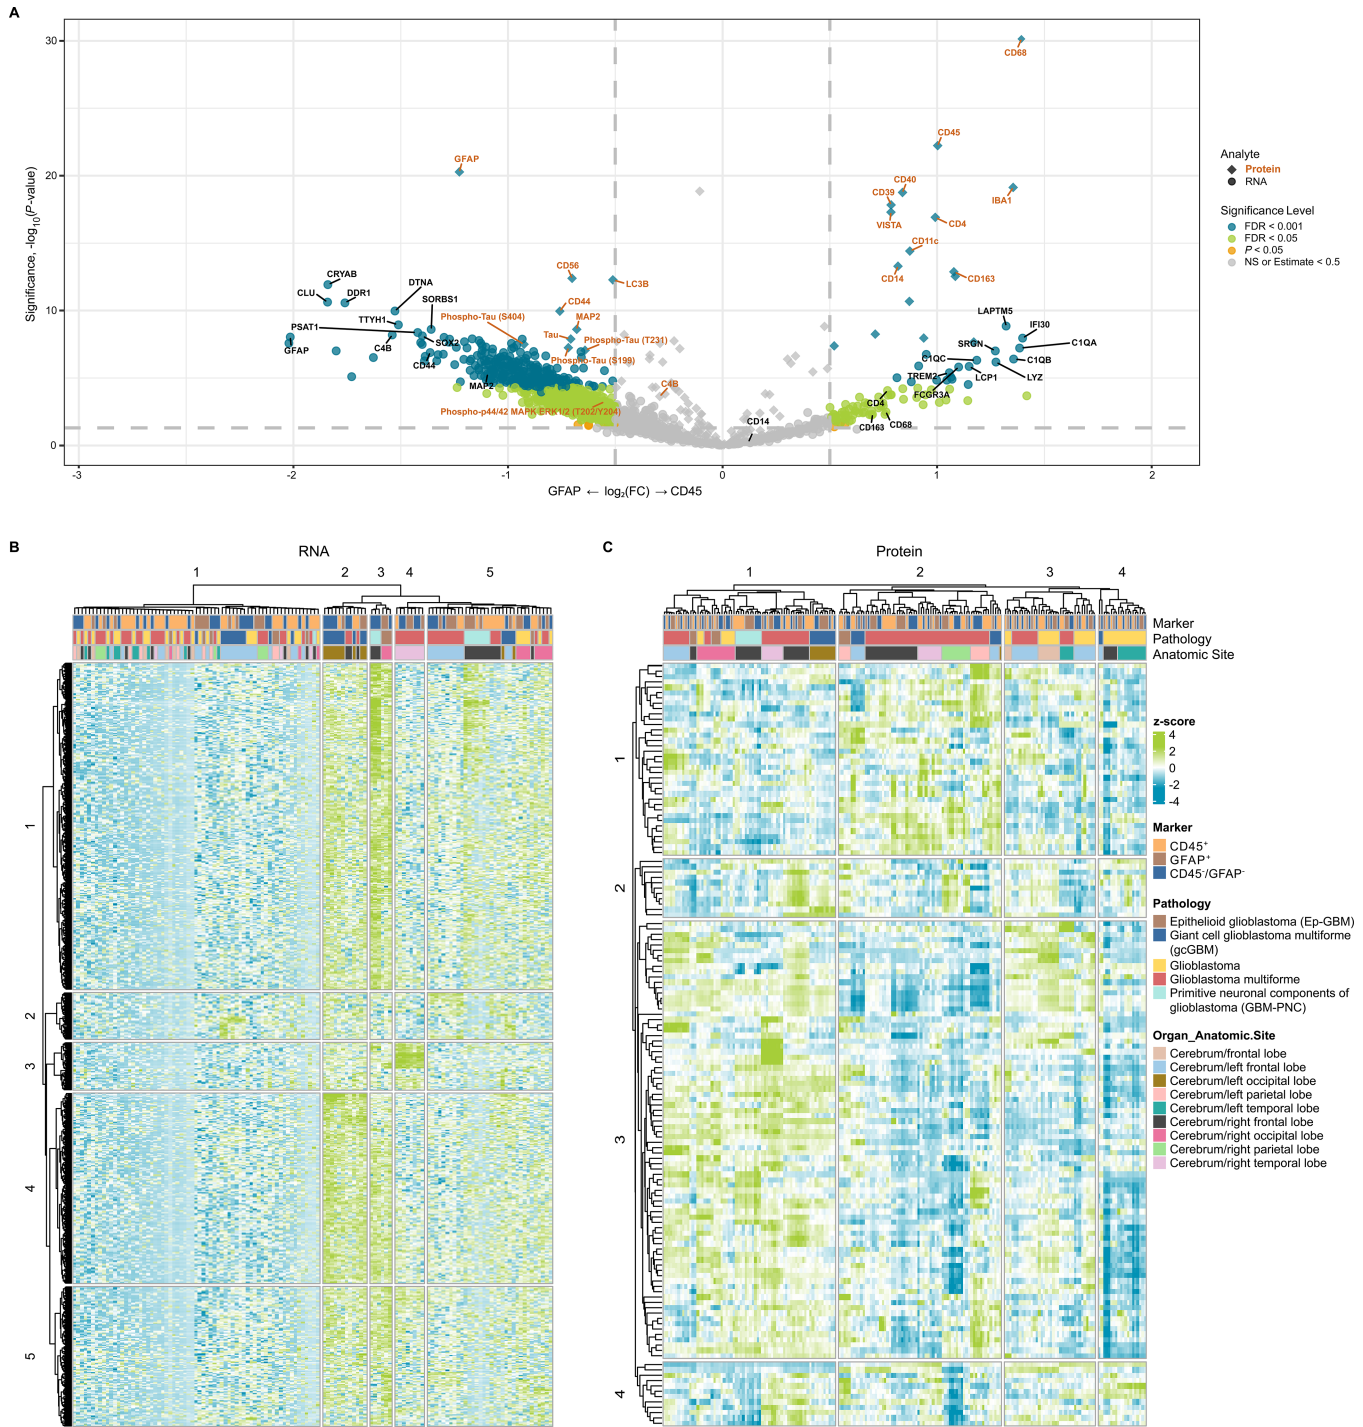 A
30
20
10
0
Significance, -log10(P-value)
-3
-2
-1
0
1
2
GFAP ← log2(FC) → CD45
CD68
CD45
GFAP
CD40
CD39
IBA1
VISTA
CD4
CD11c
CD56
CD14
CD163
LC3B
CRYAB
CLU
DDR1
DTNA
CD44
SORBS1
LAPTM5
TTYH1
Phospho-Tau (S404)
MAP2
IFI30
PSAT1
SOX2
Tau
Phospho-Tau (T231)
SRGN
C1QA
GFAP
C4B
Phospho-Tau (S199)
C1QC
C1QB
CD44
TREM2
LCP1
LYZ
MAP2
C4B
FCGR3A
CD4
Phospho-p44/42 MAPK ERK1/2 (T202/Y204)
CD14
CD163
CD68
Analyte
Protein
RNA
Significance Level
FDR < 0.001
FDR < 0.05
P < 0.05
NS or Estimate < 0.5
B
RNA
1
2
3
4
5
1
2
3
4
5
C
Protein
1
2
3
4
Marker
Pathology
Anatomic Site
1
2
3
4
z-score
4
2
0
-2
-4
Marker
CD45+
GFAP+
CD45-/GFAP-
Pathology
Epithelioid glioblastoma (Ep-GBM)
Giant cell glioblastoma multiforme
(gcGBM)
Glioblastoma
Glioblastoma multiforme
Primitive neuronal components of
glioblastoma (GBM-PNC)
Organ_Anatomic.Site
Cerebrum/frontal lobe
Cerebrum/left frontal lobe
Cerebrum/left occipital lobe
Cerebrum/left parietal lobe
Cerebrum/left temporal lobe
Cerebrum/right frontal lobe
Cerebrum/right occipital lobe
Cerebrum/right parietal lobe
Cerebrum/right temporal lobe